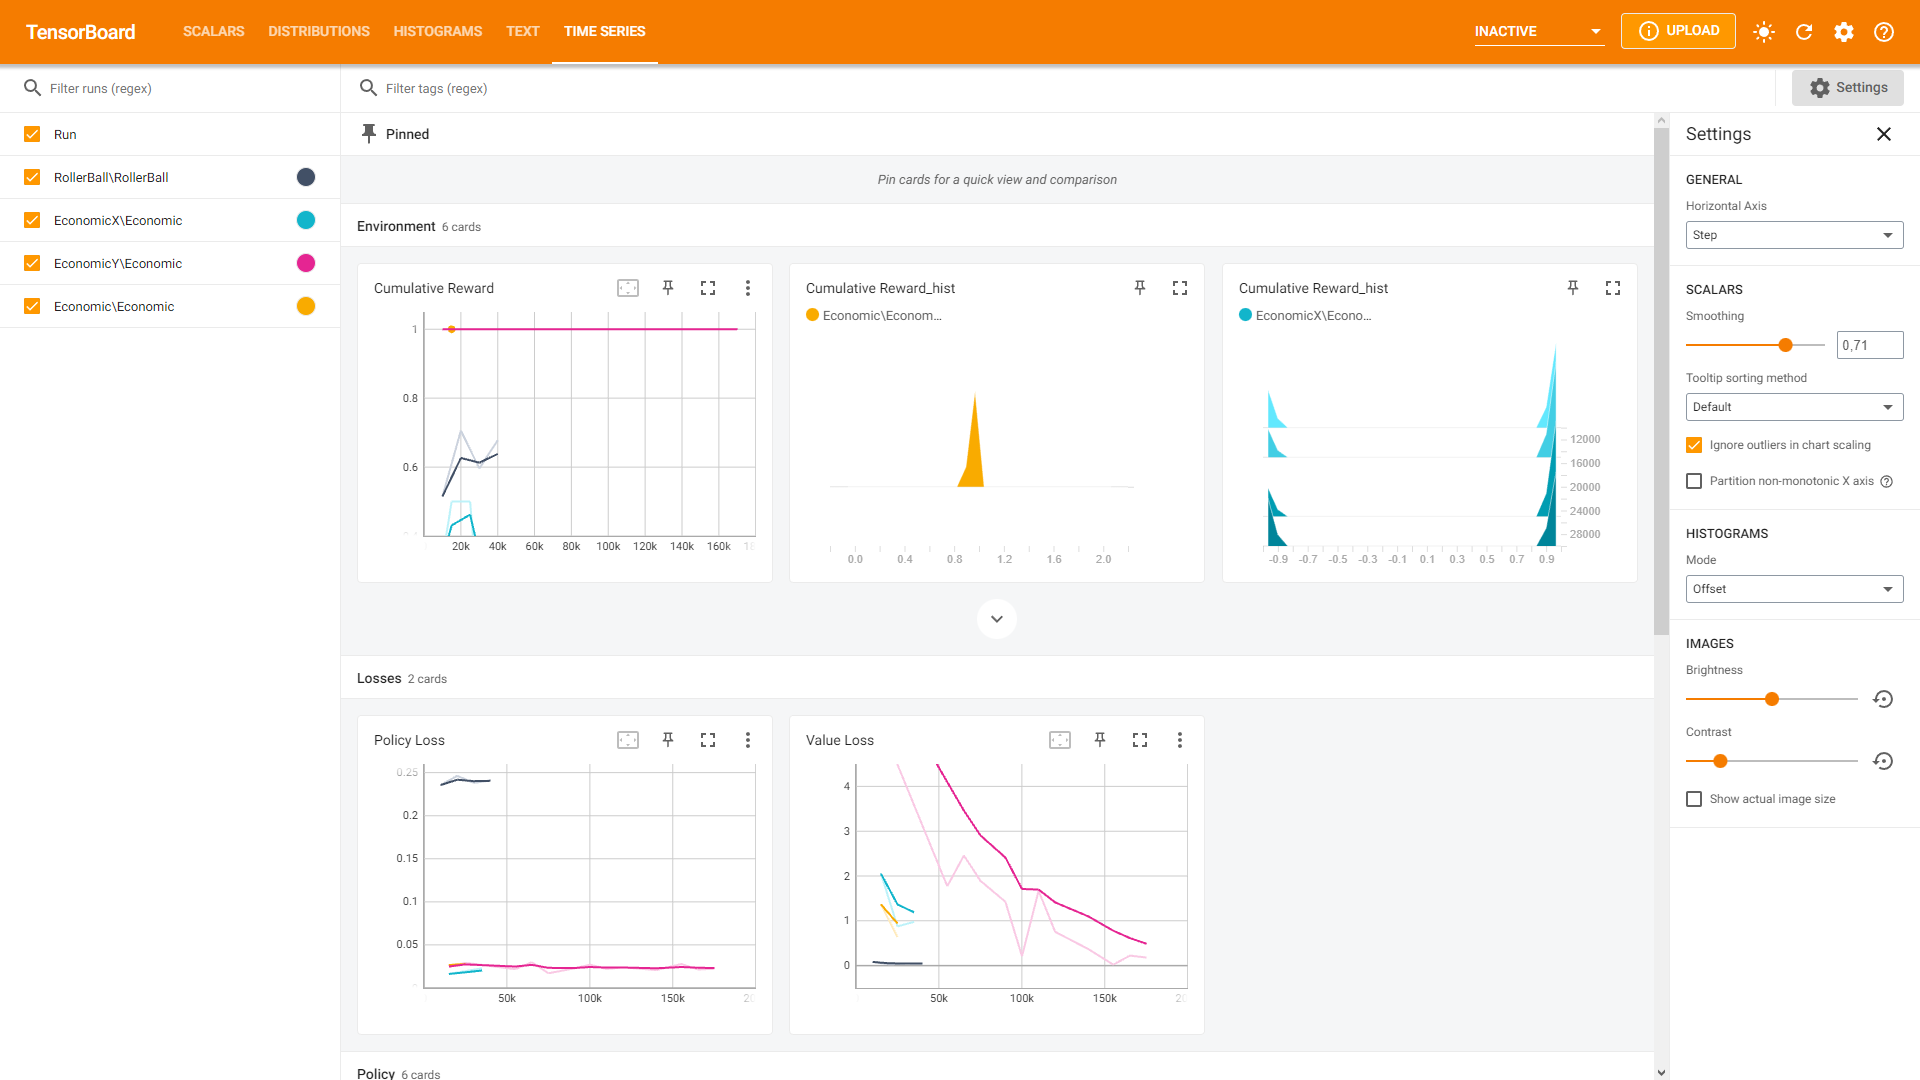 TensorBoard
SCALARS
DISTRIBUTIONS
HISTOGRAMS
TEXT
TIME SERIES
INACTIVE
UPLOAD
Filter runs (regex)
Filter tags (regex)
Settings
Run
RollerBall\RollerBall
EconomicX\Economic
EconomicY\Economic
Economic\Economic
Pinned
Pin cards for a quick view and comparison
Environment 6 cards
Cumulative Reward
1
0.8
0.6
20k 40k 60k 80k 100k 120k 140k 160k
Cumulative Reward_hist
Economic\Econom...
0.0 0.4 0.8 1.2 1.6 2.0
Cumulative Reward_hist
EconomicX\Econo...
12000
16000
20000
24000
28000
-0.9 -0.7 -0.5 -0.3 -0.1 0.1 0.3 0.5 0.7 0.9
Losses 2 cards
Policy Loss
0.25
0.2
0.15
0.1
0.05
50k 100k 150k
Value Loss
4
3
2
1
0
50k 100k 150k
Policy 6 cards
Settings
GENERAL
Horizontal Axis
Step
SCALARS
Smoothing
0,71
Tooltip sorting method
Default
Ignore outliers in chart scaling
Partition non-monotonic X axis
HISTOGRAMS
Mode
Offset
IMAGES
Brightness
Contrast
Show actual image size